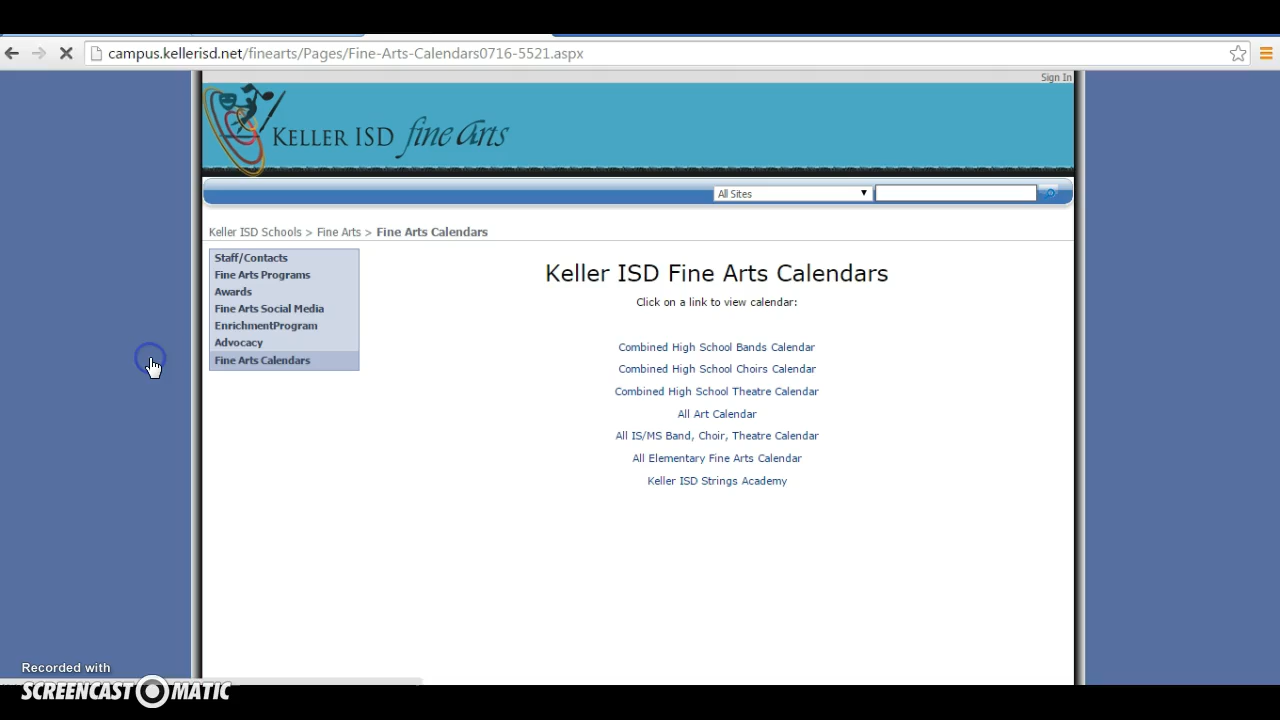 campus.kellerisd.net/finearts/Pages/Fine-Arts-Calendars0716-5521.aspx
Sign In
KELLER ISD fine arts
All Sites
Keller ISD Schools > Fine Arts > Fine Arts Calendars
Staff/Contacts
Fine Arts Programs
Awards
Fine Arts Social Media
EnrichmentProgram
Advocacy
Fine Arts Calendars
Keller ISD Fine Arts Calendars
Click on a link to view calendar:
Combined High School Bands Calendar
Combined High School Choirs Calendar
Combined High School Theatre Calendar
All Art Calendar
All IS/MS Band, Choir, Theatre Calendar
All Elementary Fine Arts Calendar
Keller ISD Strings Academy
Recorded with
SCREENCAST MATIC